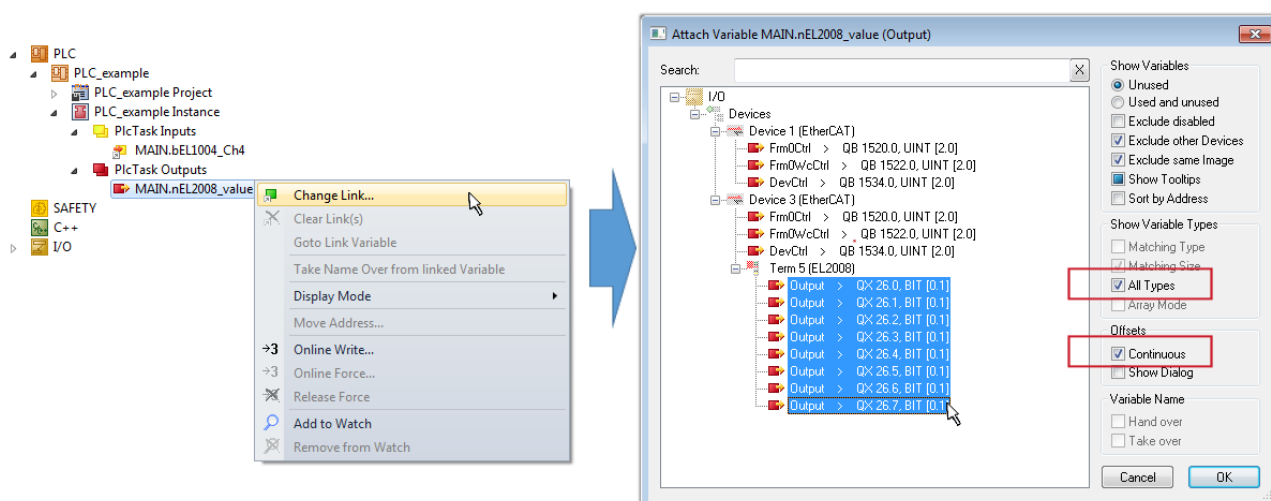 PLC
PLC_example
PLC_example Project
PLC_example Instance
PlcTask Inputs
MAIN.bEL1004_Ch4
PlcTask Outputs
MAIN.nEL2008_value
SAFETY
C++
I/O
Change Link...
Clear Link(s)
Goto Link Variable
Take Name Over from linked Variable
Display Mode
Move Address...
Online Write...
Online Force...
Release Force
Add to Watch
Remove from Watch
Attach Variable MAIN.nEL2008_value (Output)
Search:
I/O
Devices
Device 1 (EtherCAT)
Frm0Ctrl > QB 1520.0, UINT [2.0]
Frm0WcCtrl > QB 1522.0, UINT [2.0]
DevCtrl > QB 1534.0, UINT [2.0]
Device 3 (EtherCAT)
Frm0Ctrl > QB 1520.0, UINT [2.0]
Frm0WcCtrl > QB 1522.0, UINT [2.0]
DevCtrl > QB 1534.0, UINT [2.0]
Term 5 (EL2008)
Output > QX 26.0, BIT [0.1]
Output > QX 26.1, BIT [0.1]
Output > QX 26.2, BIT [0.1]
Output > QX 26.3, BIT [0.1]
Output > QX 26.4, BIT [0.1]
Output > QX 26.5, BIT [0.1]
Output > QX 26.6, BIT [0.1]
Output > QX 26.7, BIT [0.1]
Show Variables
Unused
Used and unused
Exclude disabled
Exclude other Devices
Exclude same Image
Show Tooltips
Sort by Address
Show Variable Types
Matching Type
Matching Size
All Types
Array Mode
Offsets
Continuous
Show Dialog
Variable Name
Hand over
Take over
Cancel
OK